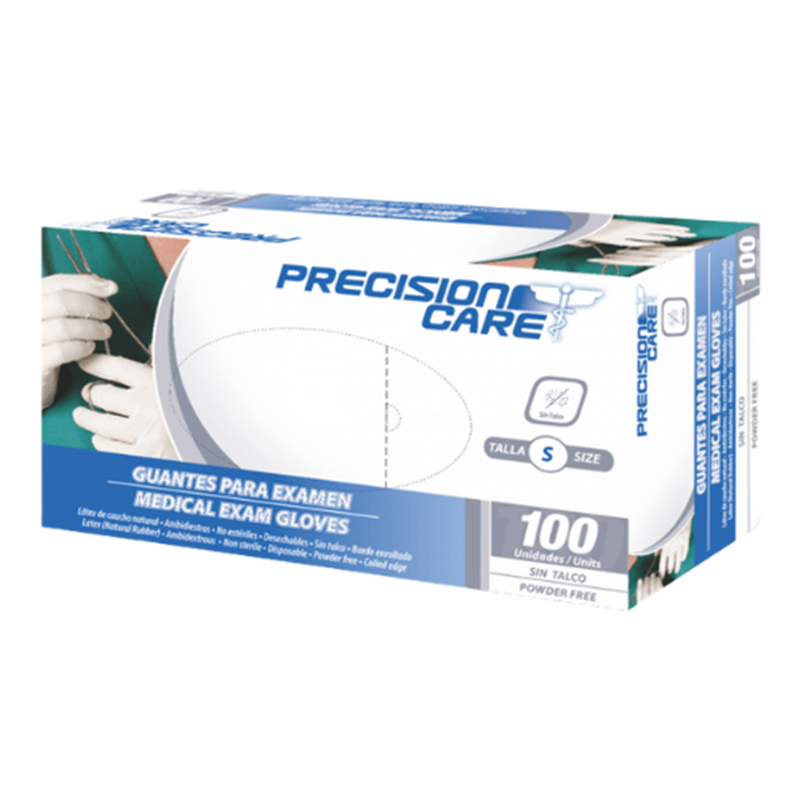 PRECISION
CARE
Sin Talco
TALLA S SIZE
GUANTES PARA EXAMEN
MEDICAL EXAM GLOVES
Látex de caucho natural • Ambidiestros • No estériles • Desechables • Sin talco • Borde enrollado
Latex (Natural Rubber) • Ambidextrous • Non sterile • Disposable • Powder free • Coiled edge
100
Unidades / Units
SIN TALCO
POWDER FREE
PRECISION
CARE
GUANTES PARA EXAMEN
MEDICAL EXAM GLOVES
100
SIN TALCO
POWDER FREE